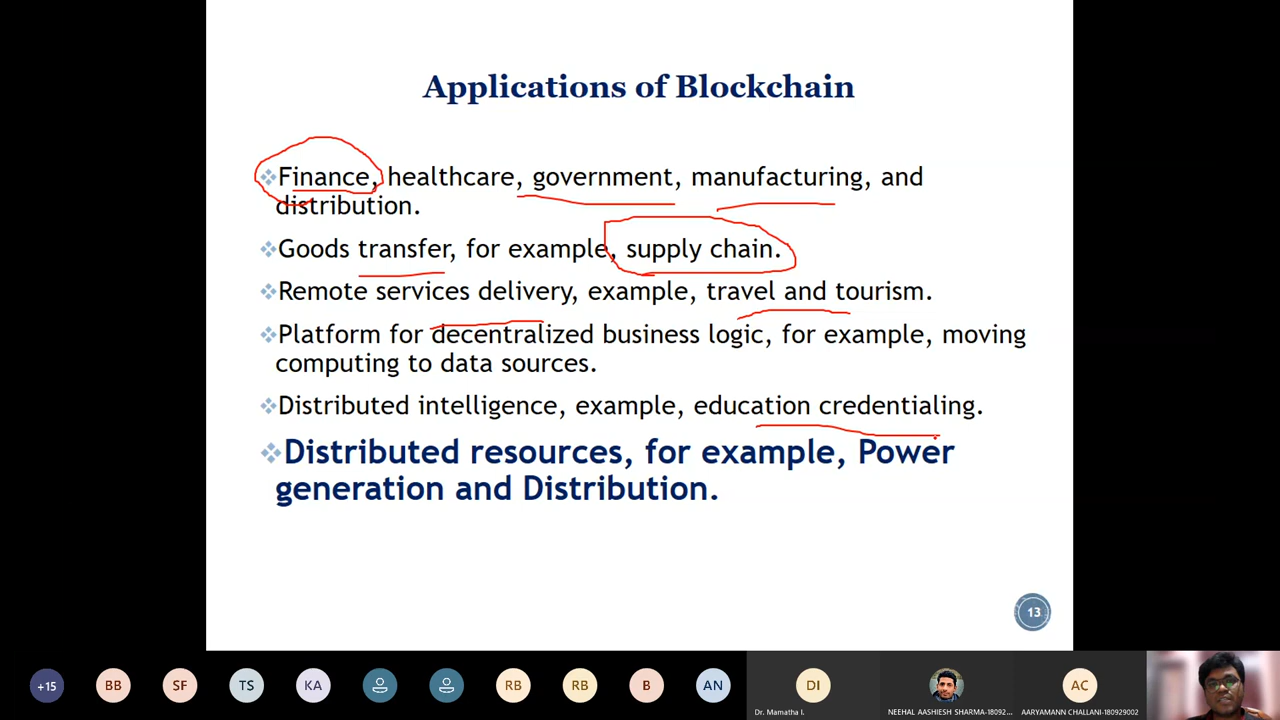 Applications of Blockchain
Finance, healthcare, government, manufacturing, and
distribution.
Goods transfer, for example, supply chain.
Remote services delivery, example, travel and tourism.
Platform for decentralized business logic, for example, moving
computing to data sources.
Distributed intelligence, example, education credentialing.
Distributed resources, for example, Power
generation and Distribution.
13
+15 BB SF TS KA RB RB B AN DI AC
Dr. Mamatha I. NEEHAL AASHIESH SHARMA-18092... AARYAMANN CHALLANI-180929002